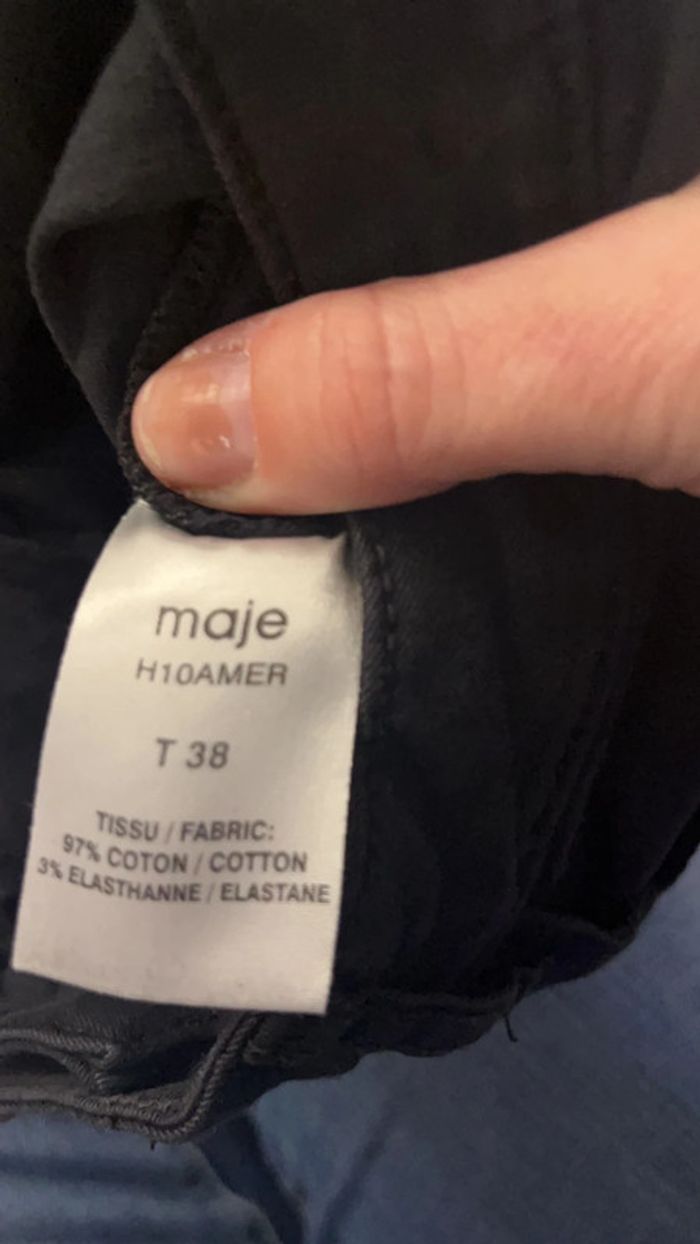 maje
H10AMER
T 38
TISSU / FABRIC:
97% COTON / COTTON
3% ELASTHANNE / ELASTANE